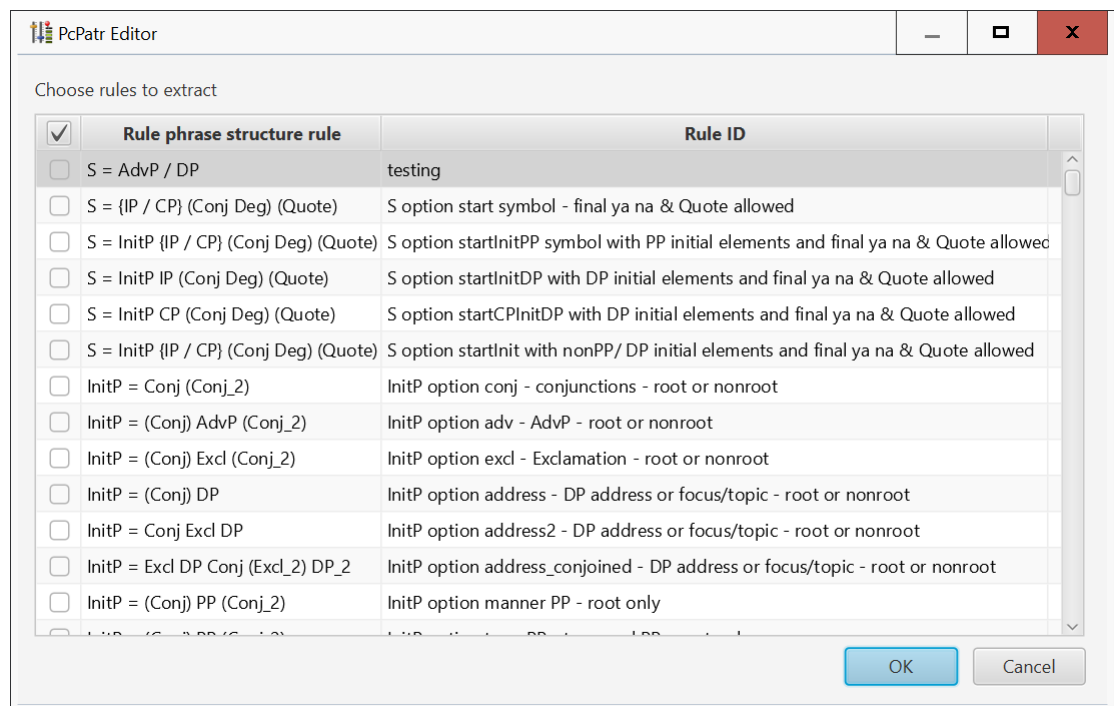 PcPatr Editor
Choose rules to extract
Rule phrase structure rule Rule ID
S = AdvP / DP testing
S = {IP / CP} (Conj Deg) (Quote) S option start symbol - final ya na & Quote allowed
S = InitP {IP / CP} (Conj Deg) (Quote) S option startInitPP symbol with PP initial elements and final ya na & Quote allowed
S = InitP IP (Conj Deg) (Quote) S option startInitDP with DP initial elements and final ya na & Quote allowed
S = InitP CP (Conj Deg) (Quote) S option startCPInitDP with DP initial elements and final ya na & Quote allowed
S = InitP {IP / CP} (Conj Deg) (Quote) S option startInit with nonPP/ DP initial elements and final ya na & Quote allowed
InitP = Conj (Conj_2) InitP option conj - conjunctions - root or nonroot
InitP = (Conj) AdvP (Conj_2) InitP option adv - AdvP - root or nonroot
InitP = (Conj) Excl (Conj_2) InitP option excl - Exclamation - root or nonroot
InitP = (Conj) DP InitP option address - DP address or focus/topic - root or nonroot
InitP = Conj Excl DP InitP option address2 - DP address or focus/topic - root or nonroot
InitP = Excl DP Conj (Excl_2) DP_2 InitP option address_conjoined - DP address or focus/topic - root or nonroot
InitP = (Conj) PP (Conj_2) InitP option manner PP - root only
OK Cancel